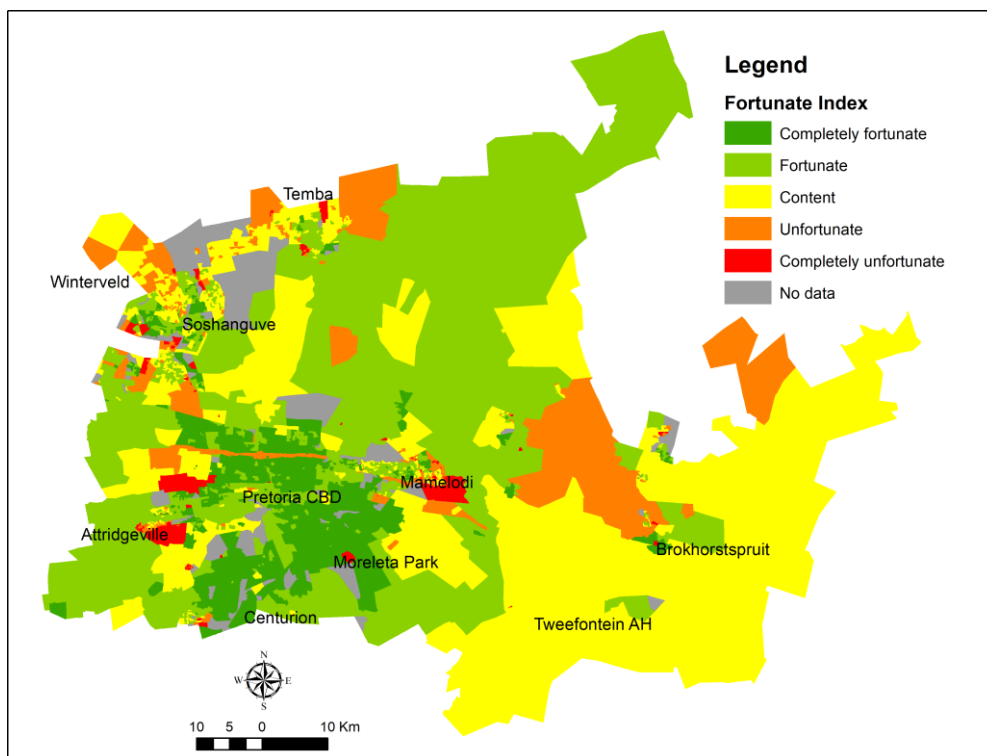 Legend
Fortunate Index
Completely fortunate
Fortunate
Content
Unfortunate
Completely unfortunate
No data
Temba
Winterveld
Soshanguve
Mamelodi
Pretoria CBD
Attridgeville
Moreleta Park
Brokhorstspruit
Centurion
Tweefontein AH
N
W E
S
10 5 0 10 Km